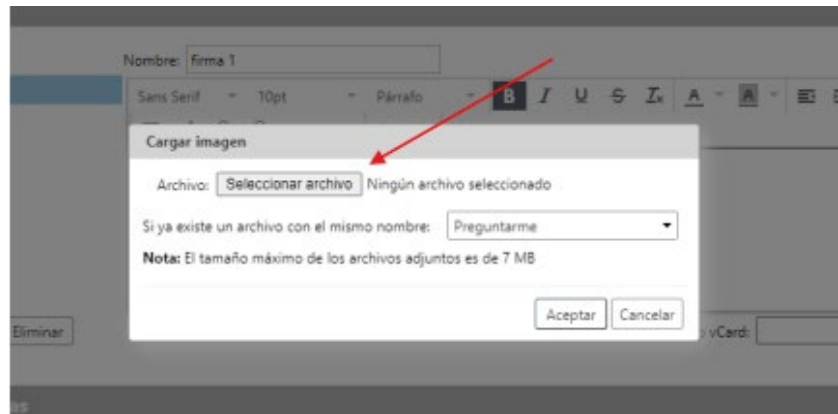 Nombre: firma 1
Sans Serif 10pt Párrafo B I U S Ix A A
Cargar imagen
Archivo: Seleccionar archivo Ningún archivo seleccionado
Si ya existe un archivo con el mismo nombre: Preguntarme
Nota: El tamaño máximo de los archivos adjuntos es de 7 MB
Aceptar Cancelar
Eliminar vCard:
as